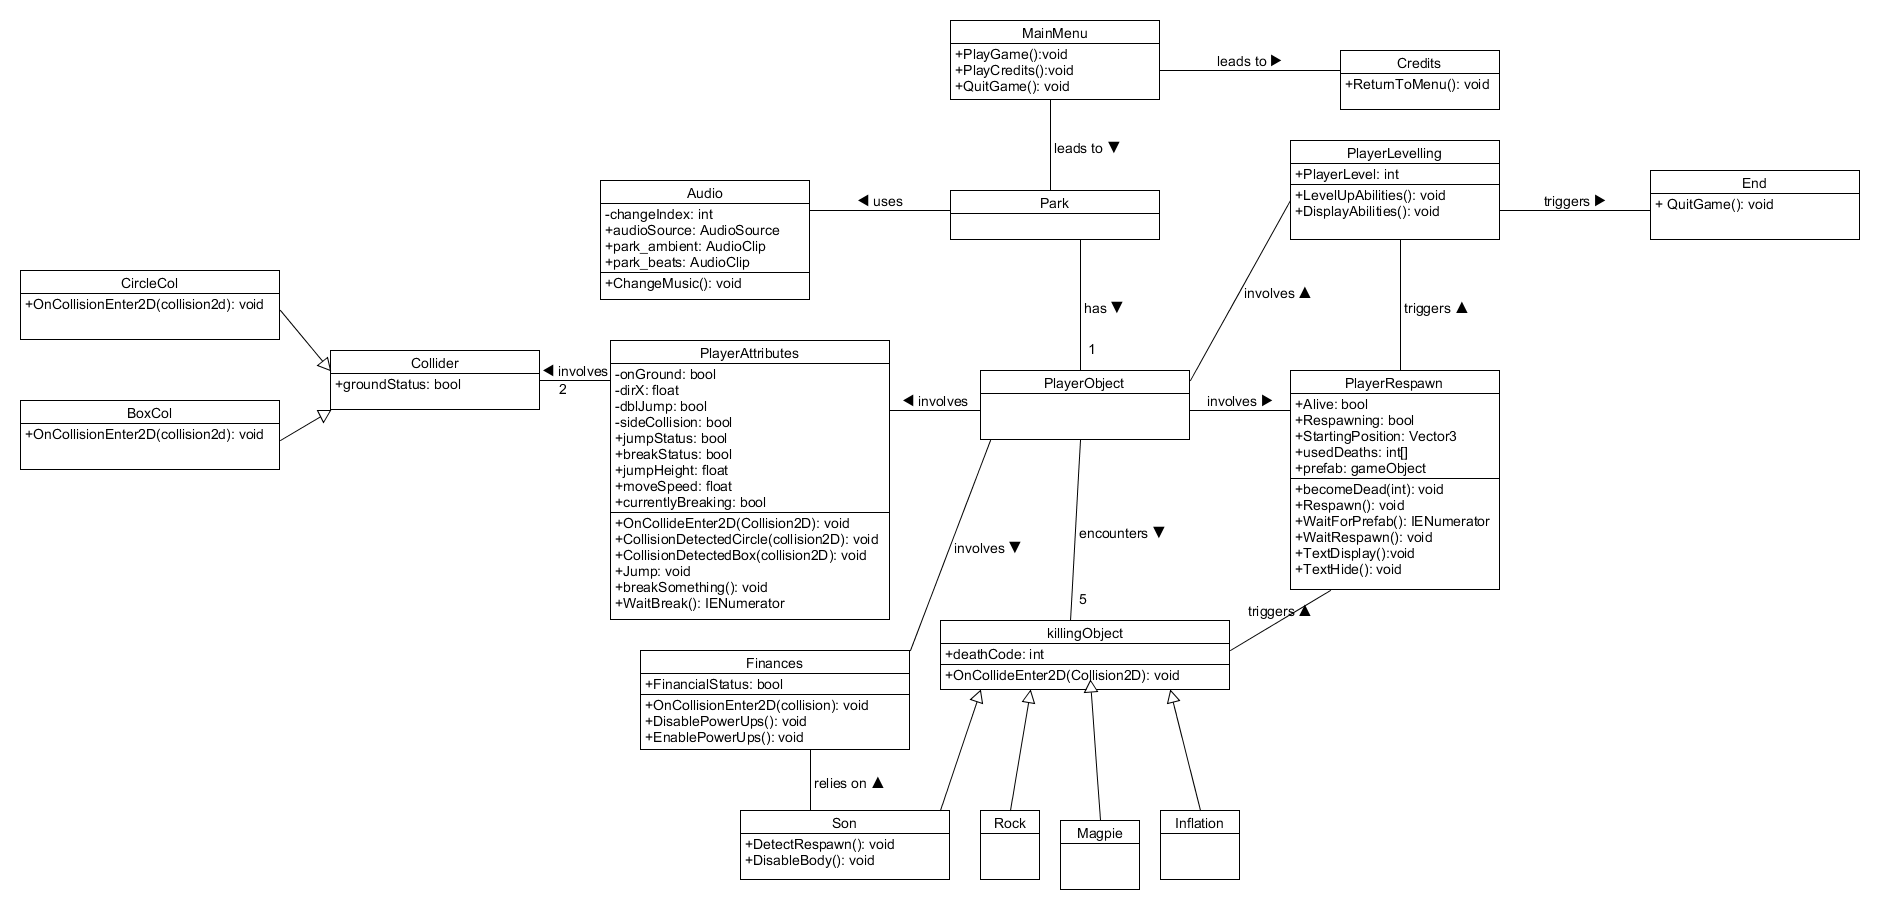 MainMenu
+PlayGame():void
+PlayCredits():void
+QuitGame(): void
leads to ▶
Credits
+ReturnToMenu(): void
leads to ▼
PlayerLevelling
+PlayerLevel: int
+LevelUpAbilities(): void
+DisplayAbilities(): void
triggers ▶
End
+ QuitGame(): void
Audio
-changeIndex: int
+audioSource: AudioSource
+park_ambient: AudioClip
+park_beats: AudioClip
+ChangeMusic(): void
◀ uses
Park
CircleCol
+OnCollisionEnter2D(collision2d): void
involves ▲
has ▼
1
triggers ▲
Collider
+groundStatus: bool
◀ involves
2
BoxCol
+OnCollisionEnter2D(collision2d): void
PlayerAttributes
-onGround: bool
-dirX: float
-dblJump: bool
-sideCollision: bool
+jumpStatus: bool
+breakStatus: bool
+jumpHeight: float
+moveSpeed: float
+currentlyBreaking: bool
+OnCollideEnter2D(Collision2D): void
+CollisionDetectedCircle(collision2D): void
+CollisionDetectedBox(collision2D): void
+Jump: void
+breakSomething(): void
+WaitBreak(): IENumerator
◀ involves
PlayerObject
involves ▶
PlayerRespawn
+Alive: bool
+Respawning: bool
+StartingPosition: Vector3
+usedDeaths: int[]
+prefab: gameObject
+becomeDead(int): void
+Respawn(): void
+WaitForPrefab(): IENumerator
+WaitRespawn(): void
+TextDisplay():void
+TextHide(): void
involves ▼
encounters ▼
5
triggers ▲
killingObject
+deathCode: int
+OnCollideEnter2D(Collision2D): void
Finances
+FinancialStatus: bool
+OnCollisionEnter2D(collision): void
+DisablePowerUps(): void
+EnablePowerUps(): void
relies on ▲
Son
+DetectRespawn(): void
+DisableBody(): void
Rock
Magpie
Inflation